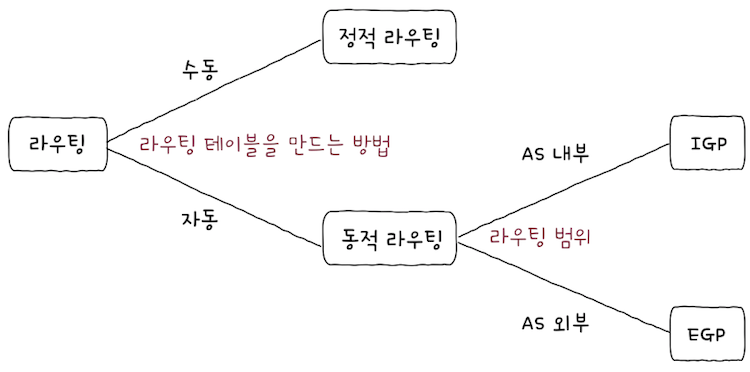 정적 라우팅
수동
라우팅
라우팅 테이블을 만드는 방법
자동
동적 라우팅
AS 내부
IGP
라우팅 범위
AS 외부
EGP